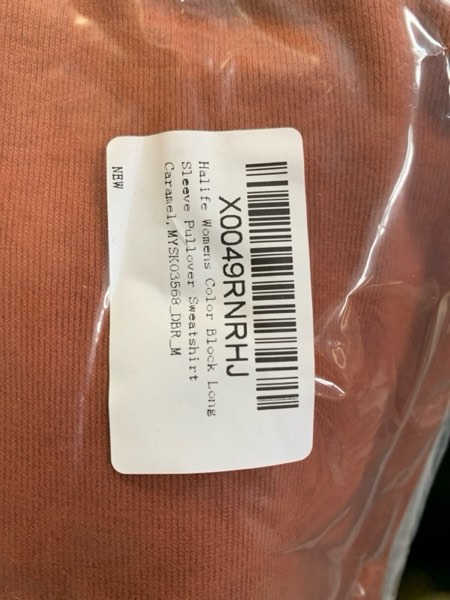 X0049RNRHJ
Halife Womens Color Block Long
Sleeve Pullover Sweatshirt
Caramel,MYSK03568_DBR_M
NEW